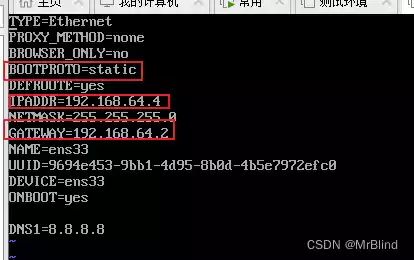 主页
我的计算机
常用
测试环境
TYPE=Ethernet
PROXY_METHOD=none
BROWSER_ONLY=no
BOOTPROTO=static
DEFROUTE=yes
IPADDR=192.168.64.4
NETMASK=255.255.255.0
GATEWAY=192.168.64.2
NAME=ens33
UUID=9694e453-9bb1-4d95-8b0d-4b5e7972efc0
DEVICE=ens33
ONBOOT=yes
DNS1=8.8.8.8
~
~
CSDN @MrBlind